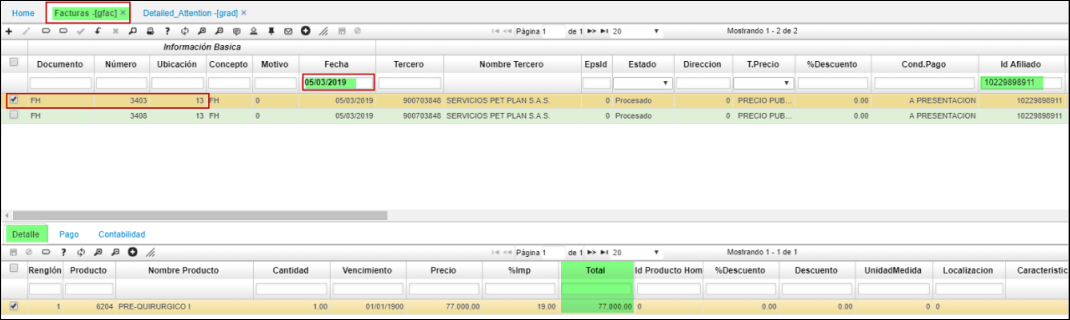 Home Facturas -[gfac] × Detailed_Attention -[grad] ×
Página 1 de 1 20 Mostrando 1 - 2 de 2
Información Basica
Documento Número Ubicación Concepto Motivo Fecha Tercero Nombre Tercero EpsId Estado Direccion T.Precio %Descuento Cond.Pago Id Afiliado
05/03/2019 10229898911
FH 3403 13 FH 0 05/03/2019 900703848 SERVICIOS PET PLAN S.A.S. 0 Procesado 0 PRECIO PUB... 0.00 A PRESENTACION 10229898911
FH 3408 13 FH 0 05/03/2019 900703848 SERVICIOS PET PLAN S.A.S. 0 Procesado 0 PRECIO PUB... 0.00 A PRESENTACION 10229898911
Detalle Pago Contabilidad
Página 1 de 1 20 Mostrando 1 - 1 de 1
Renglón Producto Nombre Producto Cantidad Vencimiento Precio %Imp Total Id Producto Hom %Descuento Descuento UnidadMedida Localizacion Caracteristic
1 6204 PRE-QUIRURGICO I 1,00 01/01/1900 77.000,00 19,00 77.000,00 0 0.00 0.00 0 0